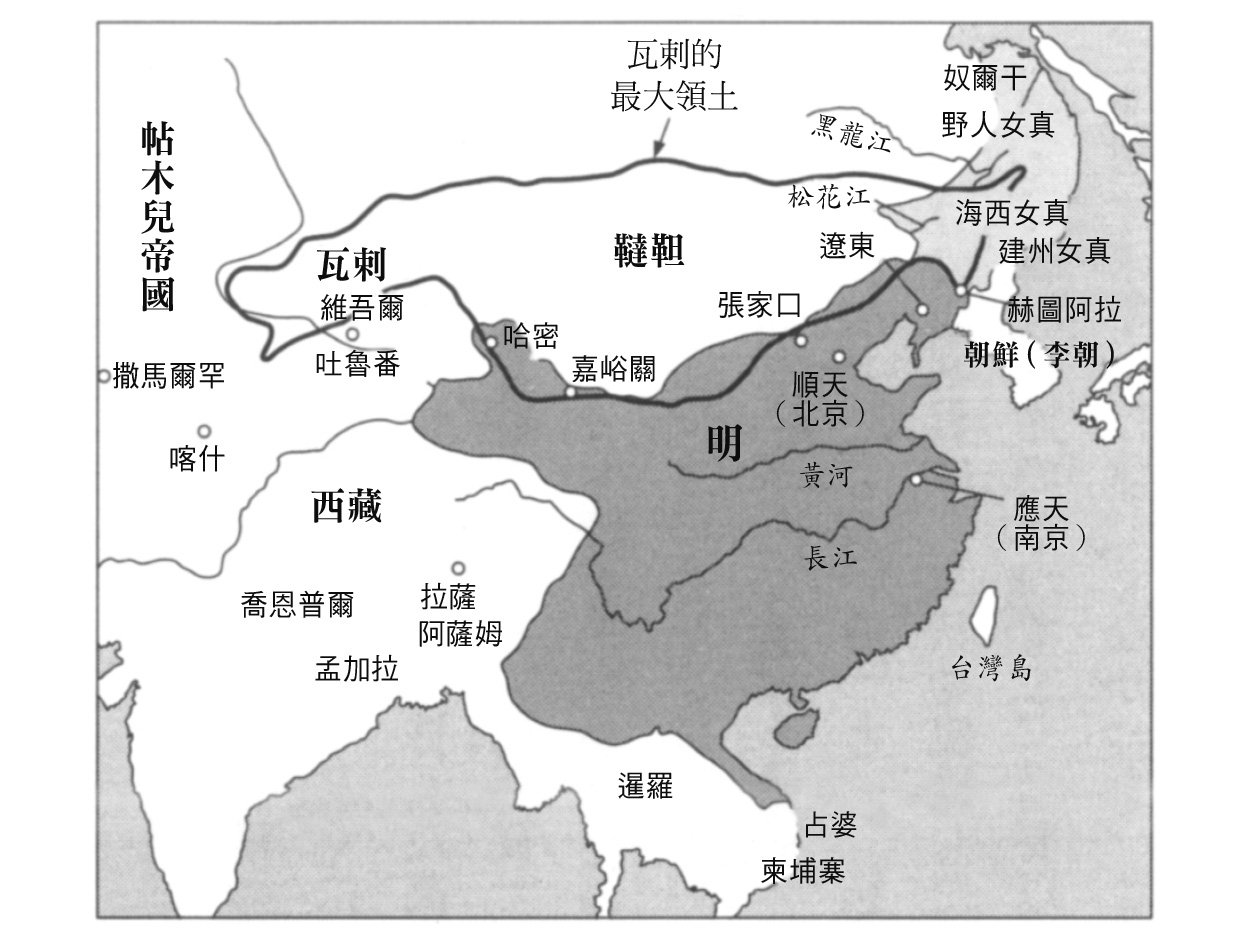 瓦剌的
最大領土
奴爾干
野人女真
黑龍江
帖木兒帝國
松花江
海西女真
遼東
建州女真
韃靼
瓦剌
維吾爾
張家口
赫圖阿拉
哈密
吐魯番
嘉峪關
朝鮮(李朝)
撒馬爾罕
順天
（北京）
明
喀什
黃河
西藏
應天
（南京）
長江
拉薩
喬恩普爾
阿薩姆
孟加拉
台灣島
暹羅
占婆
柬埔寨